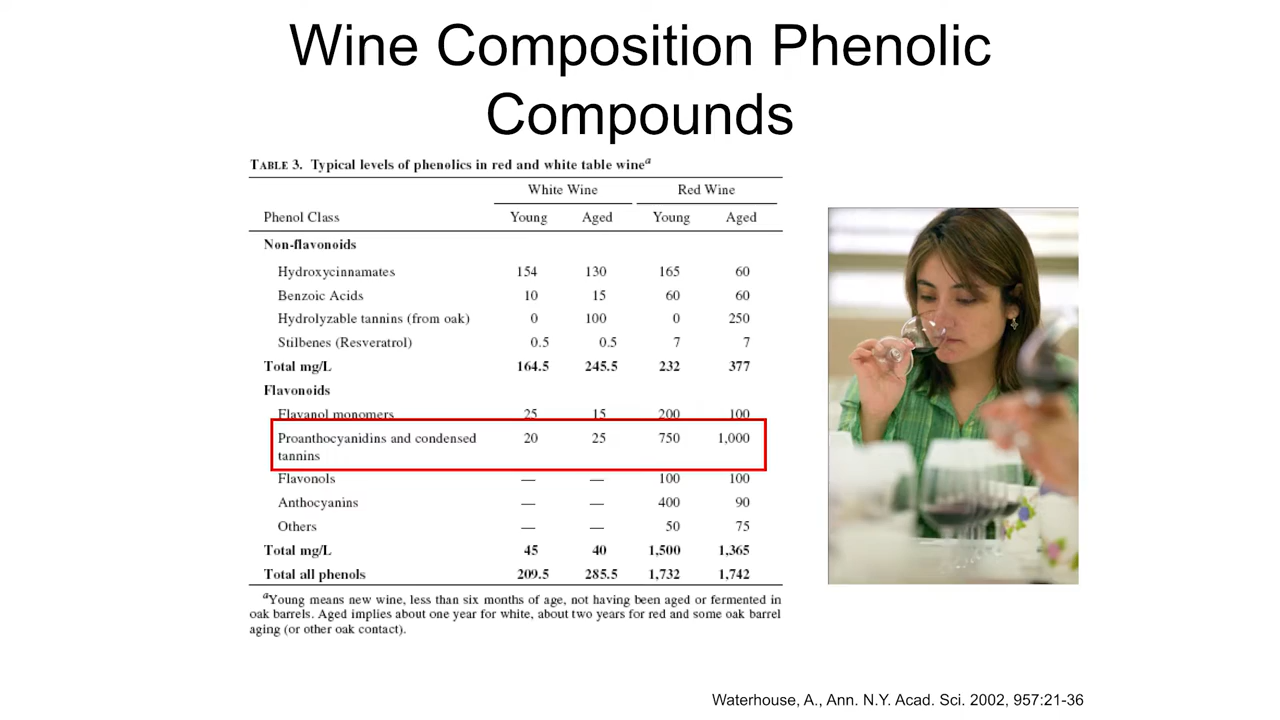 Wine Composition Phenolic
Compounds
TABLE 3. Typical levels of phenolics in red and white table wineᵃ
White Wine Red Wine
Phenol Class Young Aged Young Aged
Non-flavonoids
Hydroxycinnamates 154 130 165 60
Benzoic Acids 10 15 60 60
Hydrolyzable tannins (from oak) 0 100 0 250
Stilbenes (Resveratrol) 0.5 0.5 7 7
Total mg/L 164.5 245.5 232 377
Flavonoids
Flavanol monomers 25 15 200 100
Proanthocyanidins and condensed 20 25 750 1,000
tannins
Flavonols — — 100 100
Anthocyanins — — 400 90
Others — — 50 75
Total mg/L 45 40 1,500 1,365
Total all phenols 209.5 285.5 1,732 1,742
ᵃYoung means new wine, less than six months of age, not having been aged or fermented in
oak barrels. Aged implies about one year for white, about two years for red and some oak barrel
aging (or other oak contact).
Waterhouse, A., Ann. N.Y. Acad. Sci. 2002, 957:21-36